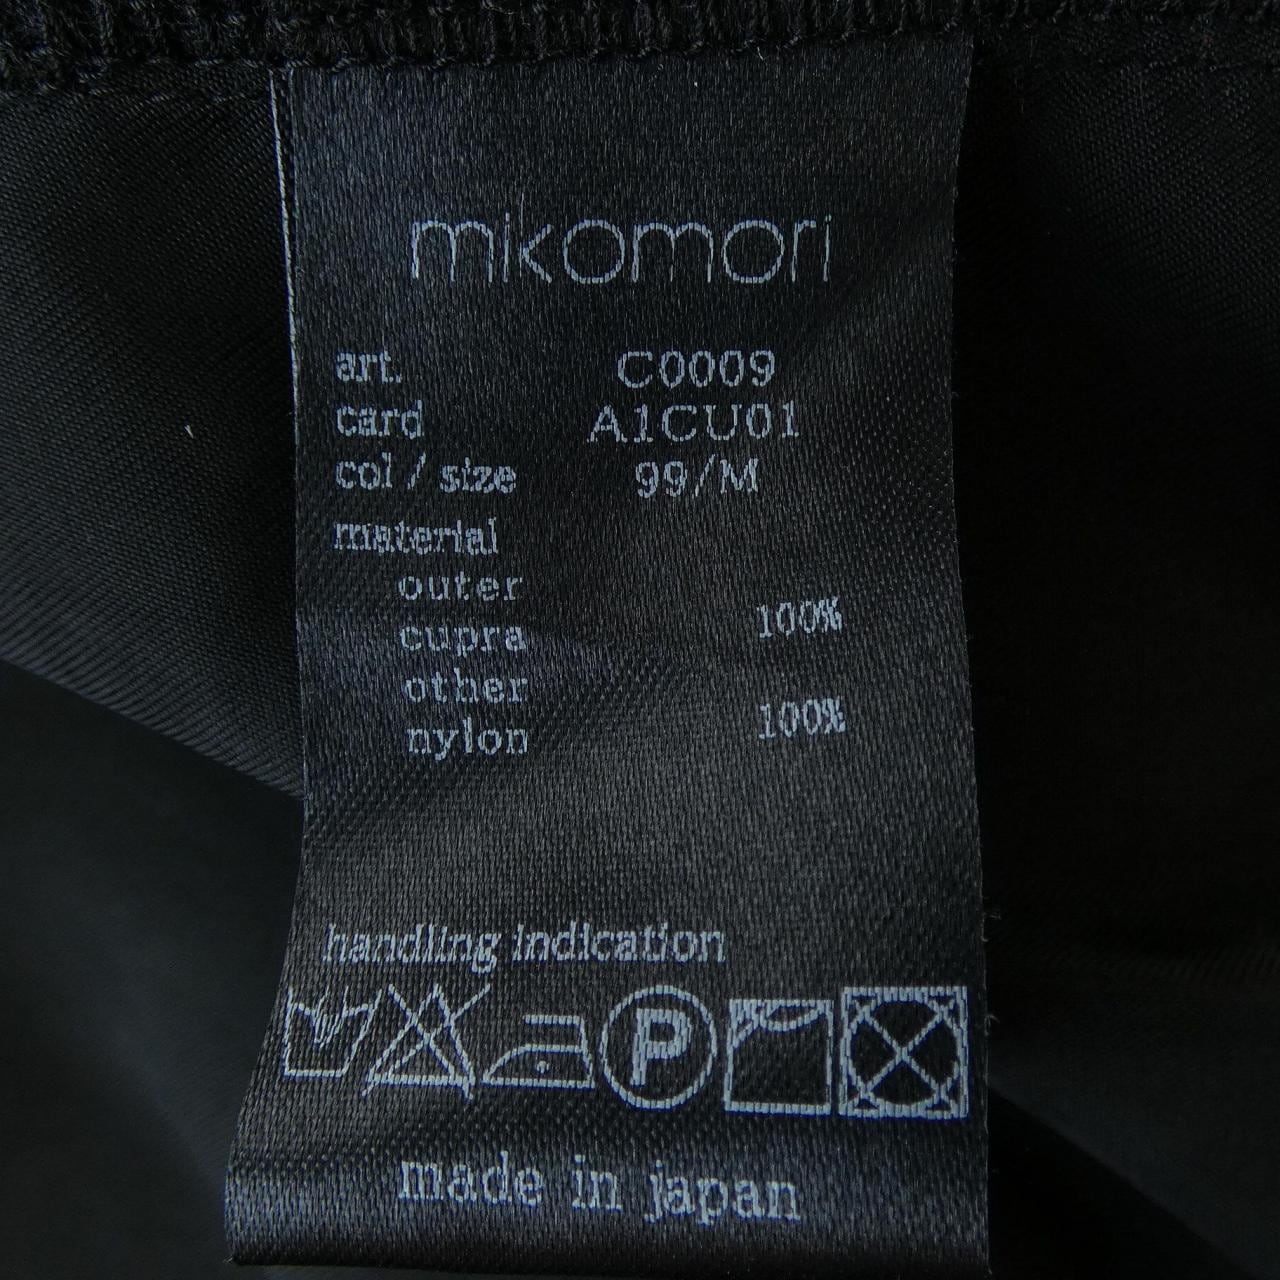 mikomori
art. C0009
card A1CU01
col / size 99/M
material
outer
cupra 100%
other
nylon 100%
handling indication
P
made in japan